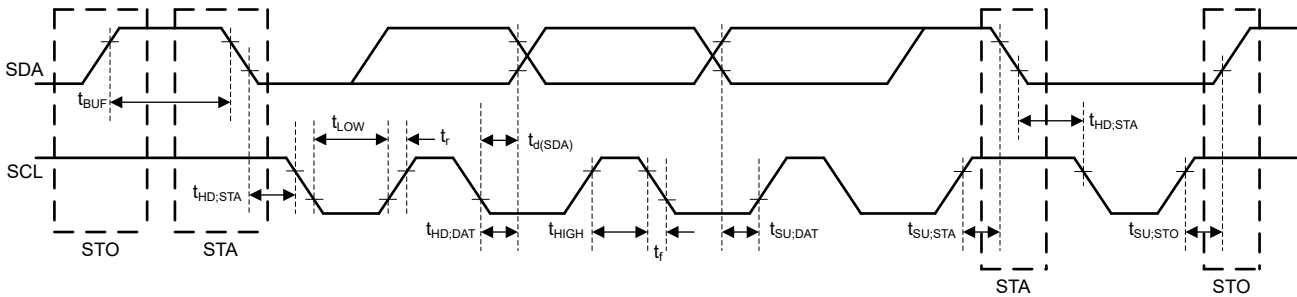 SDA
t_BUF
t_LOW
t_r
t_d(SDA)
t_HD;STA
SCL
t_HD;STA
t_HD;DAT
t_HIGH
t_f
t_SU;DAT
t_SU;STA
t_SU;STO
STO
STA
STA
STO